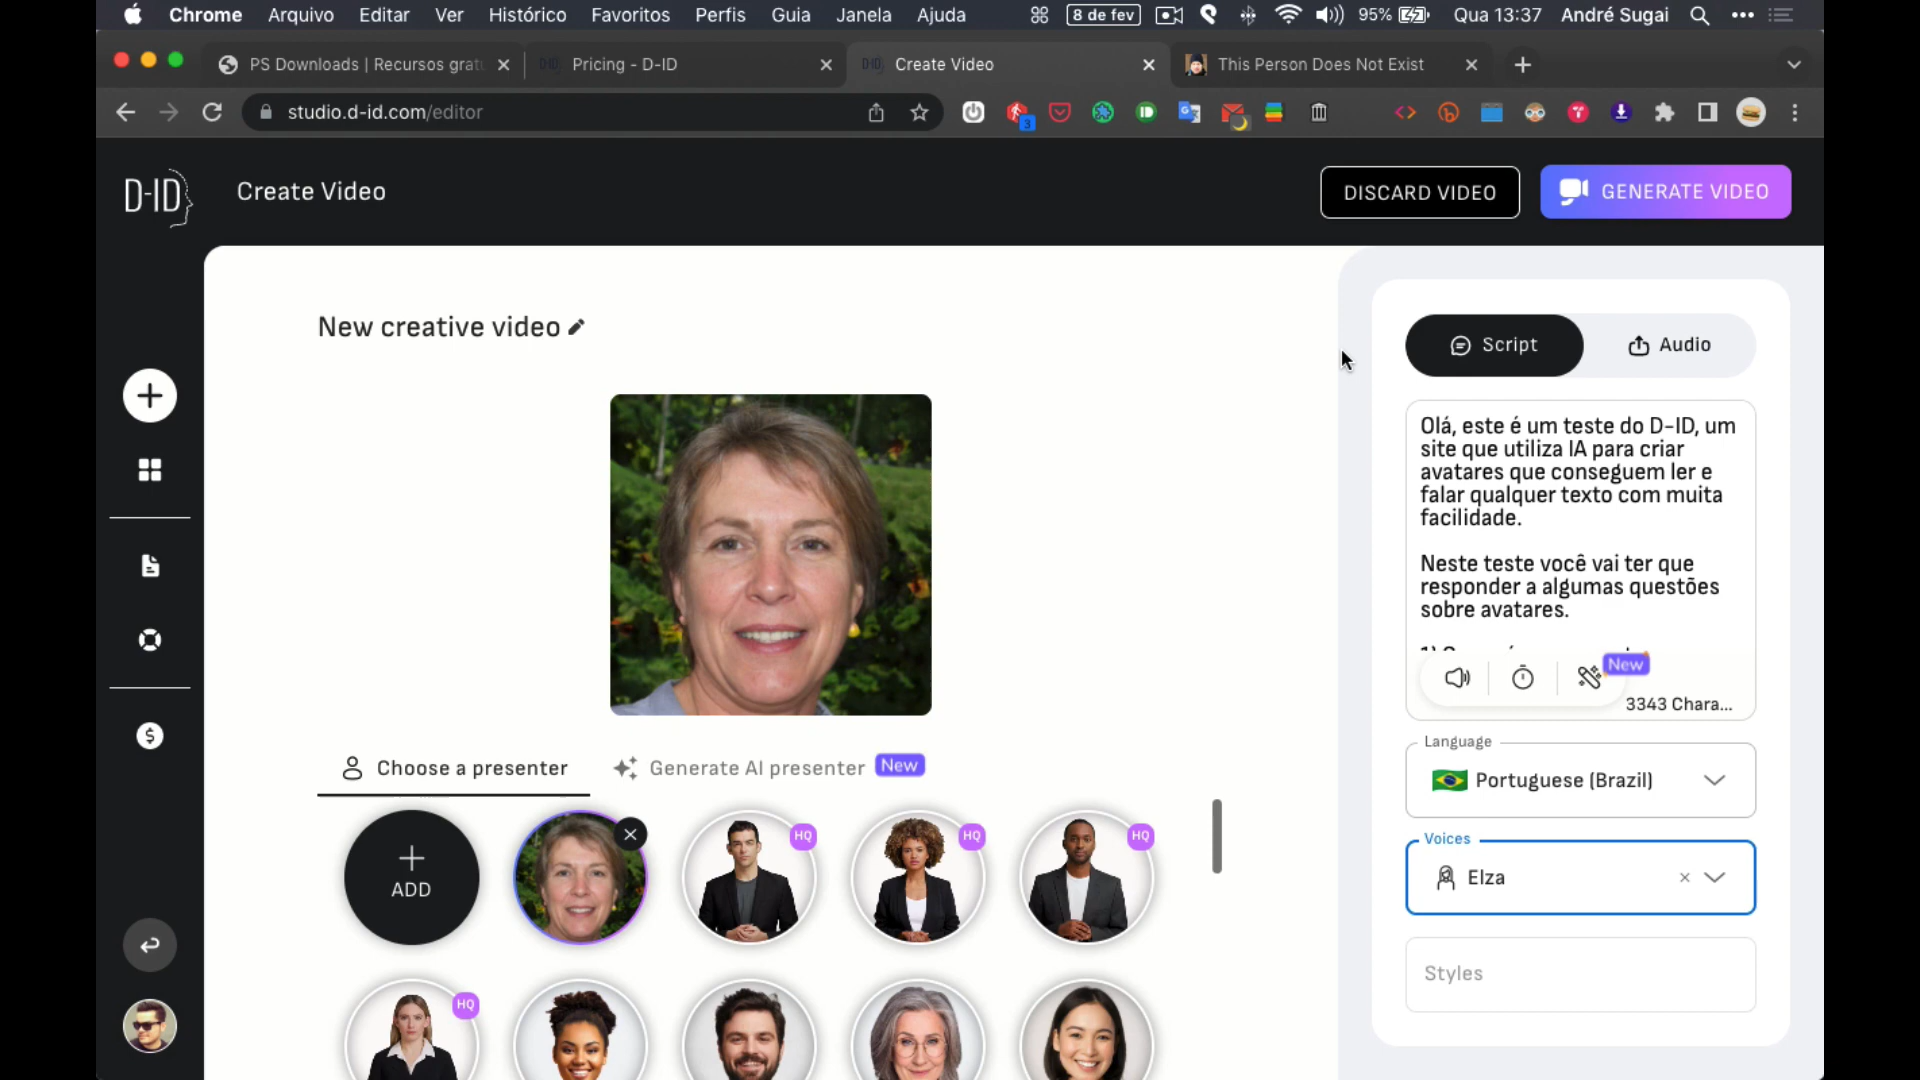 Chrome Arquivo Editar Ver Histórico Favoritos Perfis Guia Janela Ajuda 8 de fev 95% Qua 13:37 André Sugai
PS Downloads | Recursos grat
Pricing - D-ID
Create Video
This Person Does Not Exist
studio.d-id.com/editor
3
D-ID
Create Video
DISCARD VIDEO
GENERATE VIDEO
New creative video
Script
Audio
Olá, este é um teste do D-ID, um
site que utiliza IA para criar
avatares que conseguem ler e
falar qualquer texto com muita
facilidade.
Neste teste você vai ter que
responder a algumas questões
sobre avatares.
New
3343 Chara...
Choose a presenter
Generate AI presenter
New
Language
Portuguese (Brazil)
ADD
HQ
HQ
HQ
Voices
Elza
Styles
HQ